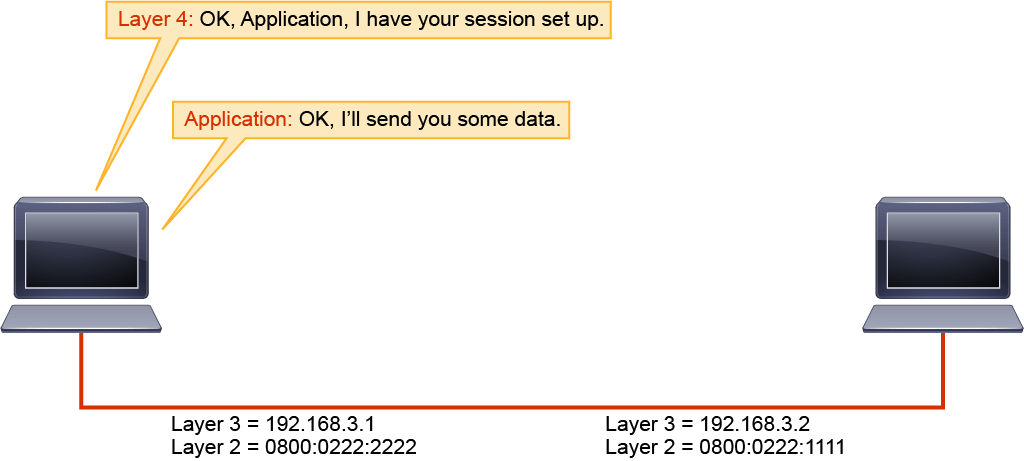 Layer 4: OK, Application, I have your session set up.
Application: OK, I’ll send you some data.
Layer 3 = 192.168.3.1
Layer 2 = 0800:0222:2222
Layer 3 = 192.168.3.2
Layer 2 = 0800:0222:1111